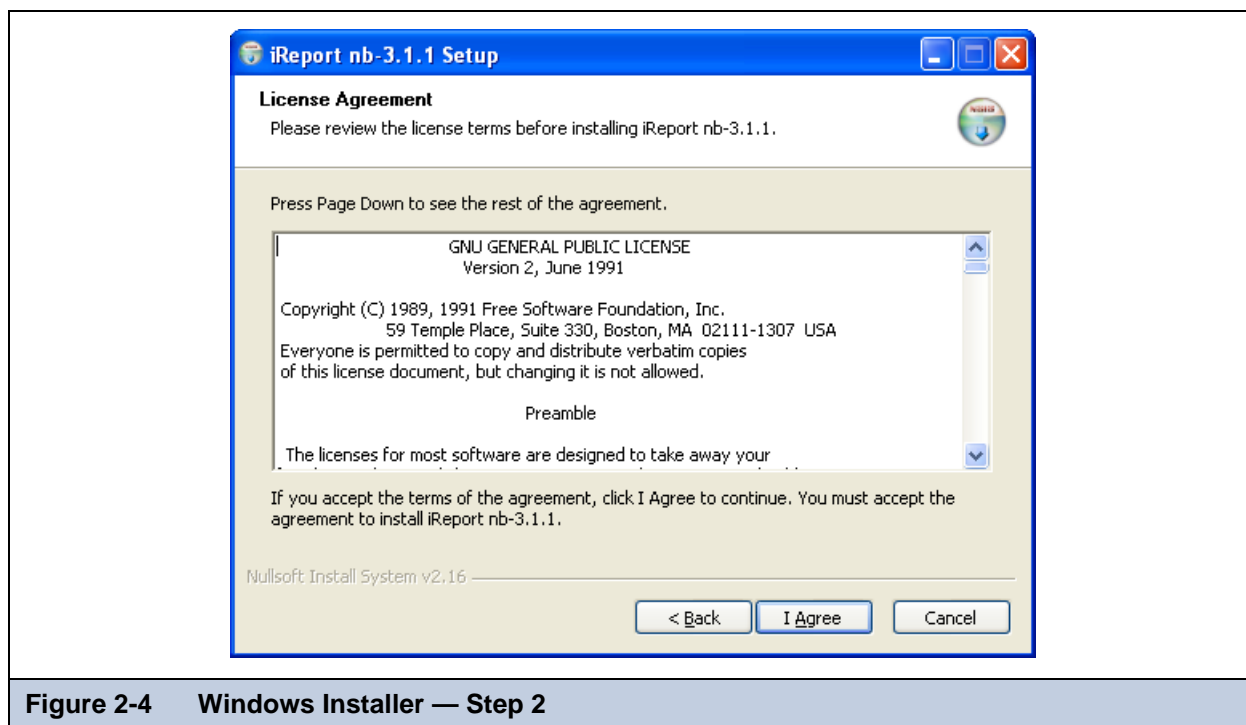 iReport nb-3.1.1 Setup
License Agreement
Please review the license terms before installing iReport nb-3.1.1.
Press Page Down to see the rest of the agreement.
GNU GENERAL PUBLIC LICENSE
Version 2, June 1991
Copyright (C) 1989, 1991 Free Software Foundation, Inc.
59 Temple Place, Suite 330, Boston, MA 02111-1307 USA
Everyone is permitted to copy and distribute verbatim copies
of this license document, but changing it is not allowed.
Preamble
The licenses for most software are designed to take away your
If you accept the terms of the agreement, click I Agree to continue. You must accept the
agreement to install iReport nb-3.1.1.
Nullsoft Install System v2.16
< Back I Agree Cancel
Figure 2-4 Windows Installer — Step 2